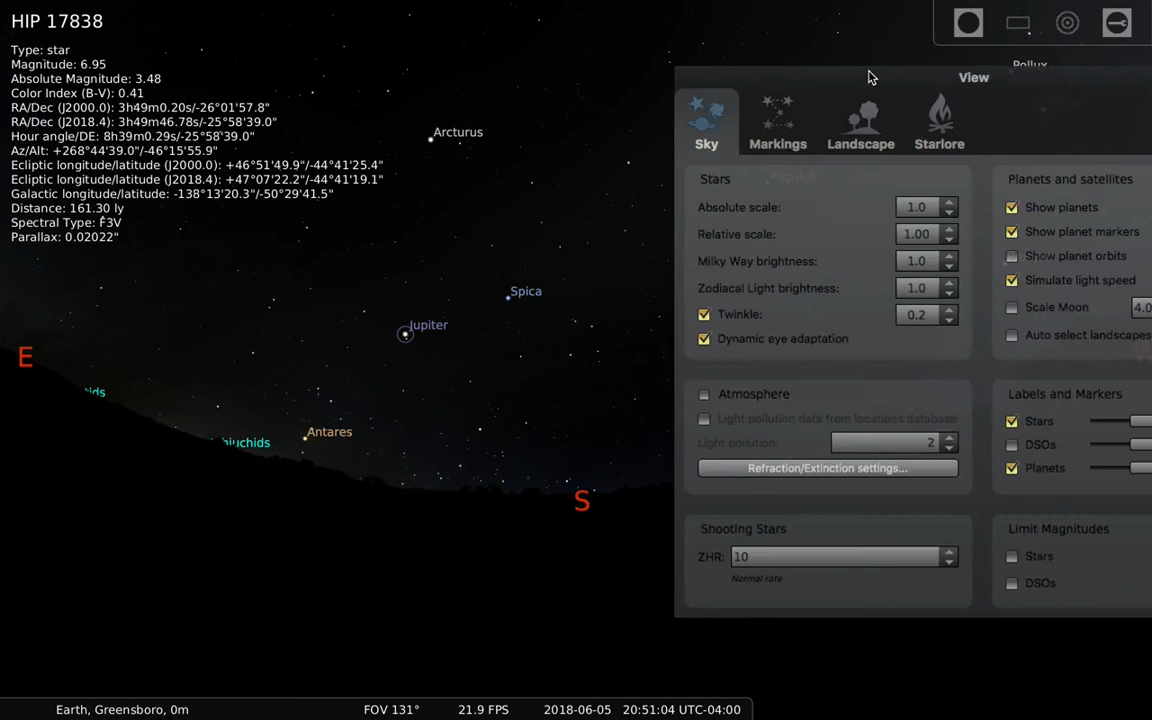 HIP 17838
Type: star
Magnitude: 6.95
Absolute Magnitude: 3.48
Color Index (B-V): 0.41
RA/Dec (J2000.0): 3h49m0.20s/-26°01'57.8"
RA/Dec (J2018.4): 3h49m46.78s/-25°58'39.0"
Hour angle/DE: 8h39m0.29s/-25°58'39.0"
Az/Alt: +268°44'39.0"/-46°15'55.9"
Ecliptic longitude/latitude (J2000.0): +46°51'49.9"/-44°41'25.4"
Ecliptic longitude/latitude (J2018.4): +47°07'22.2"/-44°41'19.1"
Galactic longitude/latitude: -138°13'20.3"/-50°29'41.5"
Distance: 161.30 ly
Spectral Type: F3V
Parallax: 0.02022"
Arcturus
Spica
Jupiter
E
tids
Antares
hiuchids
S
Pollux
View
Sky
Markings
Landscape
Starlore
Regulus
Stars
Absolute scale: 1.0
Relative scale: 1.00
Milky Way brightness: 1.0
Zodiacal Light brightness: 1.0
Twinkle: 0.2
Dynamic eye adaptation
Planets and satellites
Show planets
Show planet markers
Show planet orbits
Simulate light speed
Scale Moon 4.0
Auto select landscapes
Atmosphere
Light pollution data from locations database
Light pollution: 2
Refraction/Extinction settings...
Labels and Markers
Stars
DSOs
Planets
Shooting Stars
ZHR: 10
Normal rate
Limit Magnitudes
Stars
DSOs
Earth, Greensboro, 0m
FOV 131°
21.9 FPS
2018-06-05
20:51:04 UTC-04:00